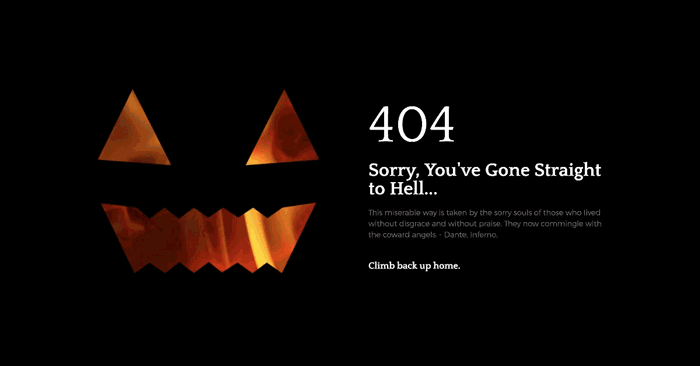 404
Sorry, You've Gone Straight
to Hell...
This miserable way is taken by the sorry souls of those who lived
without disgrace and without praise. They now commingle with
the coward angels. - Dante, Inferno.
Climb back up home.